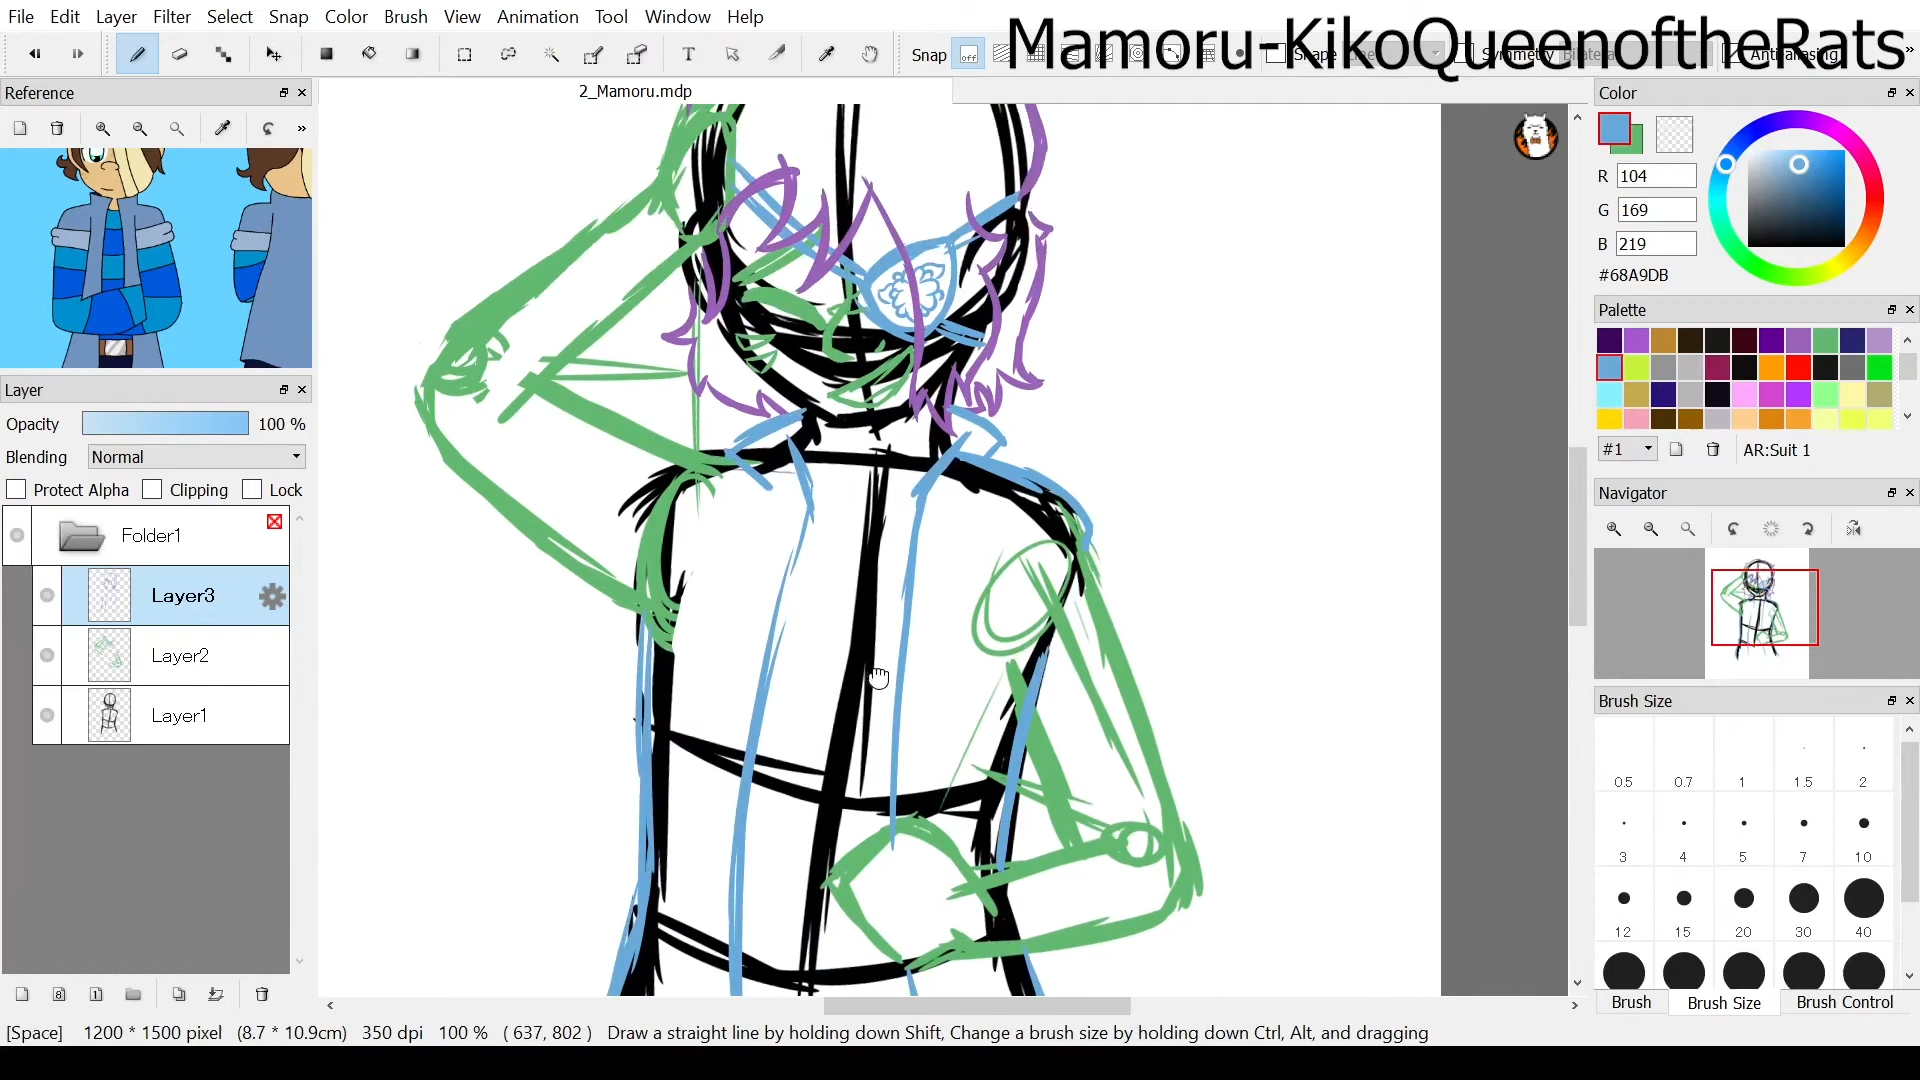 File Edit Layer Filter Select Snap Color Brush View Animation Tool Window Help
Mamoru-KikoQueenoftheRats
Snap off Shape Symmetry Antialiasing
Reference
2_Mamoru.mdp
Color
R 104
G 169
B 219
#68A9DB
Palette
#1 AR:Suit 1
Layer
Opacity 100 %
Blending Normal
Protect Alpha Clipping Lock
Folder1
Layer3
Layer2
Layer1
Navigator
Brush Size
0.5 0.7 1 1.5 2
3 4 5 7 10
12 15 20 30 40
Brush Brush Size Brush Control
[Space] 1200 * 1500 pixel (8.7 * 10.9cm) 350 dpi 100 % ( 637, 802 ) Draw a straight line by holding down Shift, Change a brush size by holding down Ctrl, Alt, and dragging